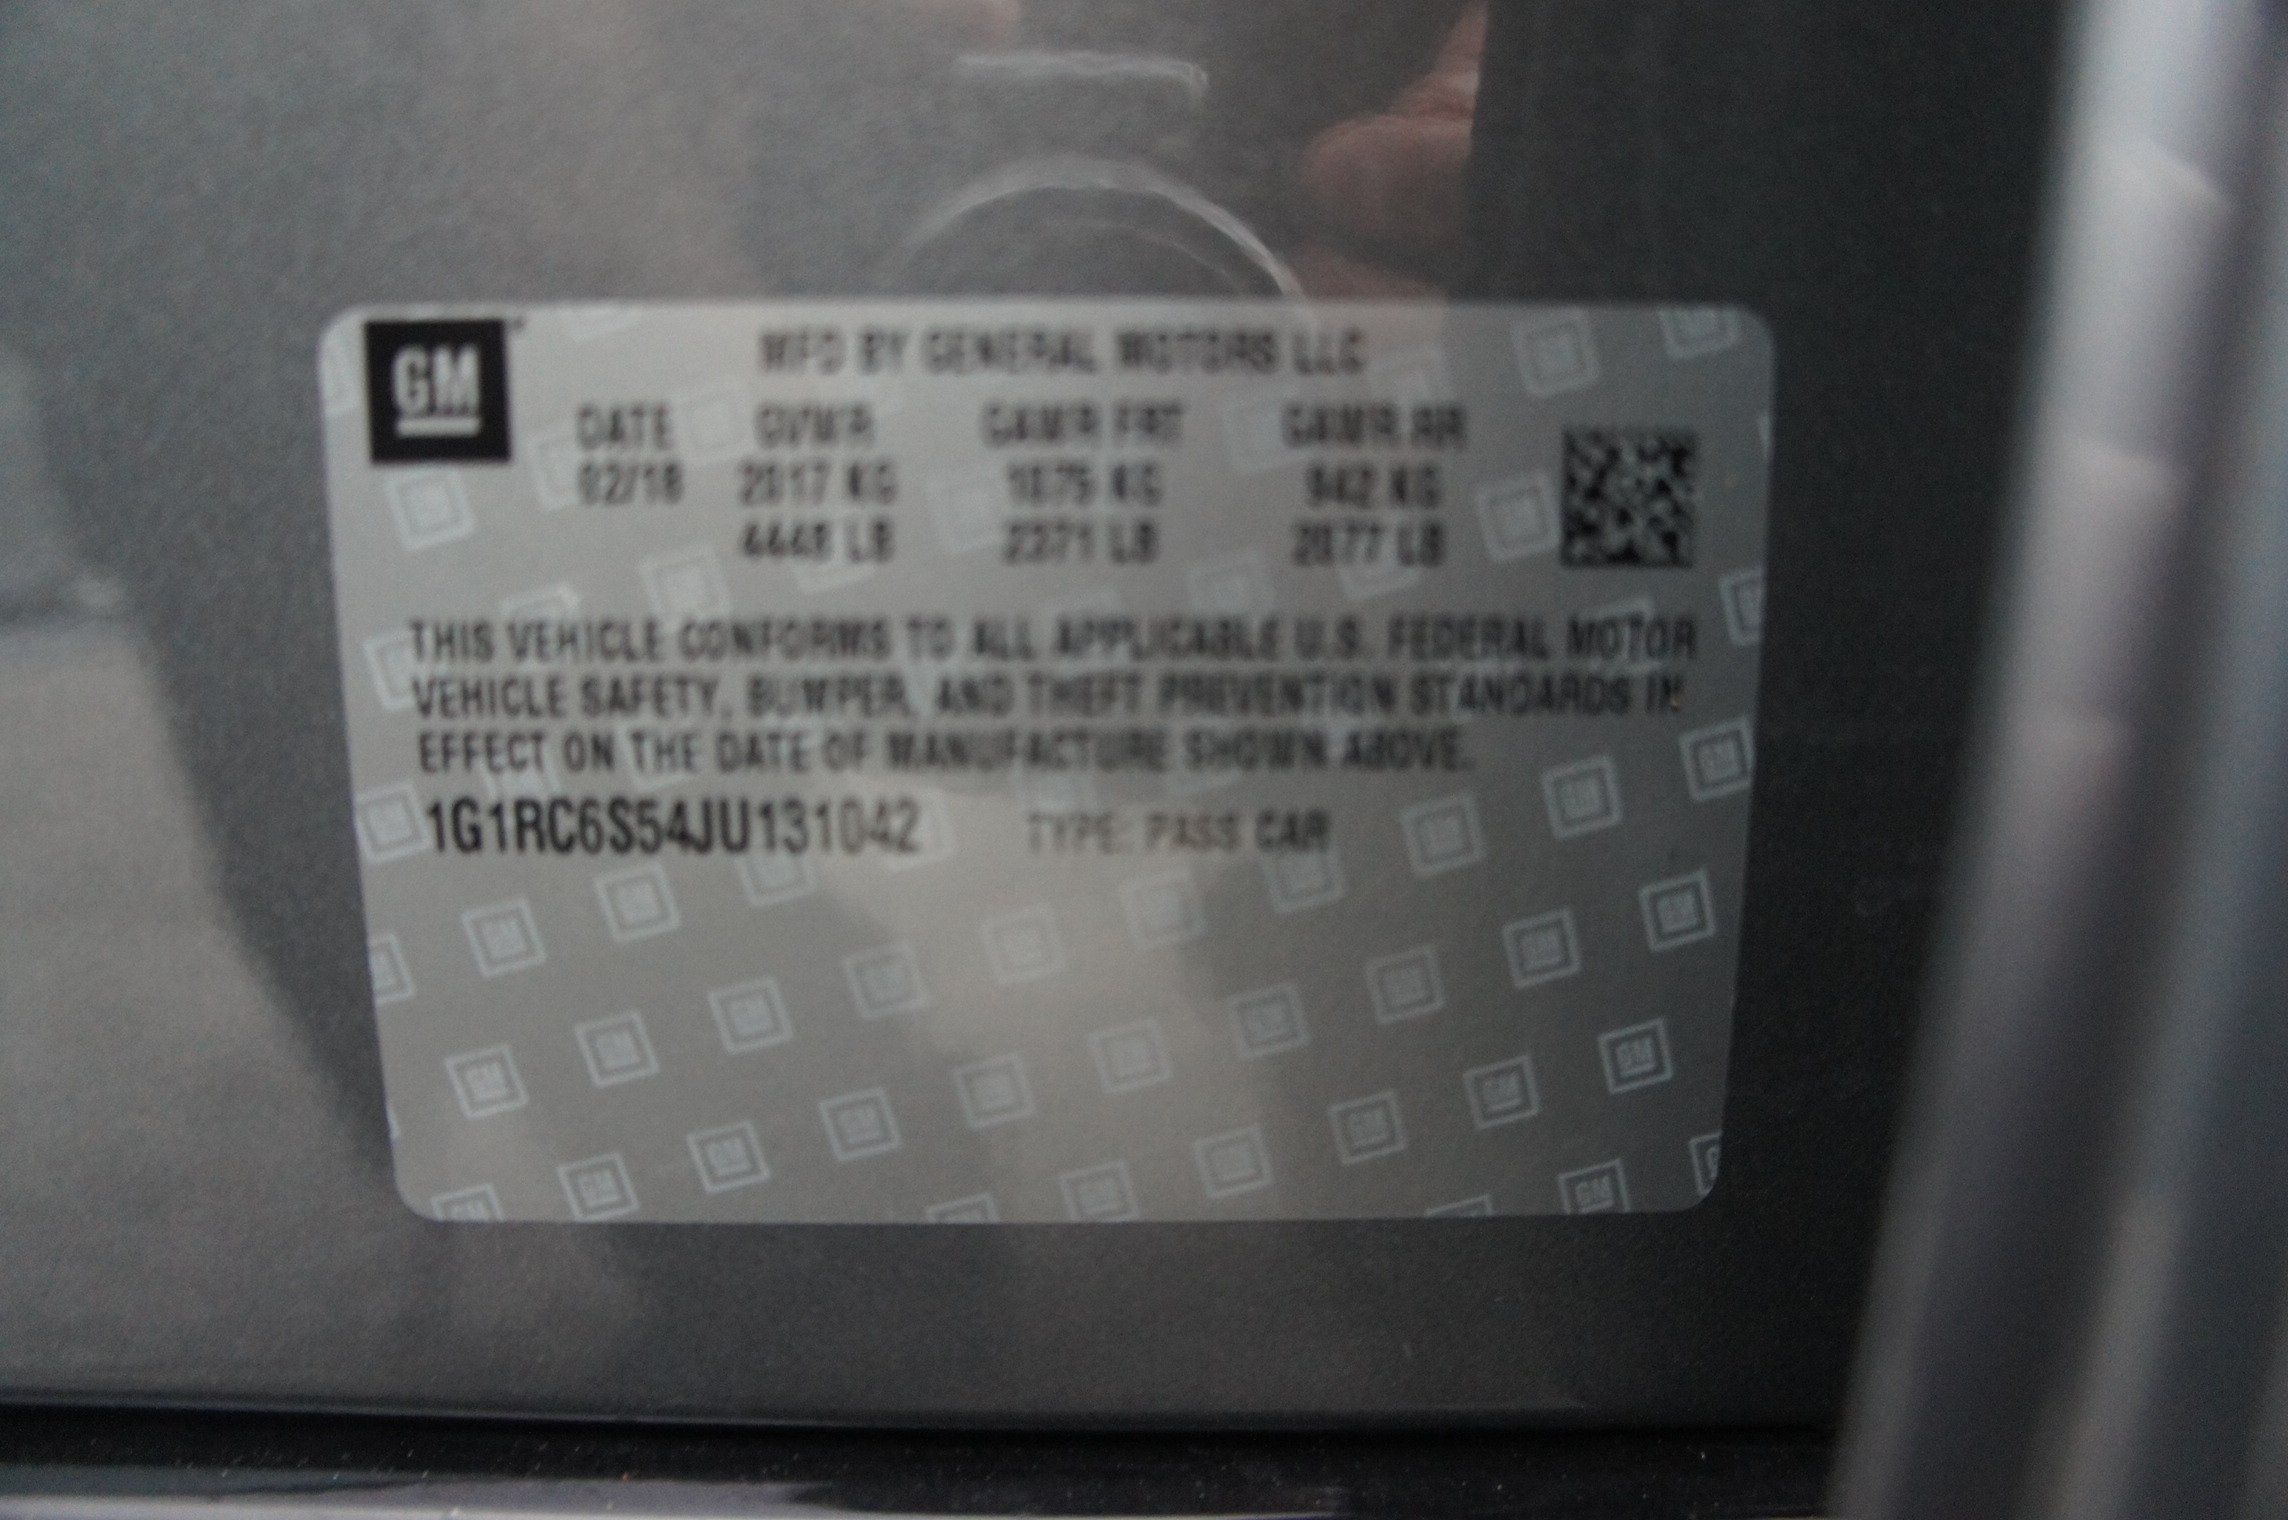 GM
MFD BY GENERAL MOTORS LLC
DATE GVWR GAWR FRT GAWR RR
02/18 2017 KG 1075 KG 942 KG
4448 LB 2371 LB 2077 LB
THIS VEHICLE CONFORMS TO ALL APPLICABLE U.S. FEDERAL MOTOR
VEHICLE SAFETY, BUMPER, AND THEFT PREVENTION STANDARDS IN
EFFECT ON THE DATE OF MANUFACTURE SHOWN ABOVE.
1G1RC6S54JU131042 TYPE: PASS CAR